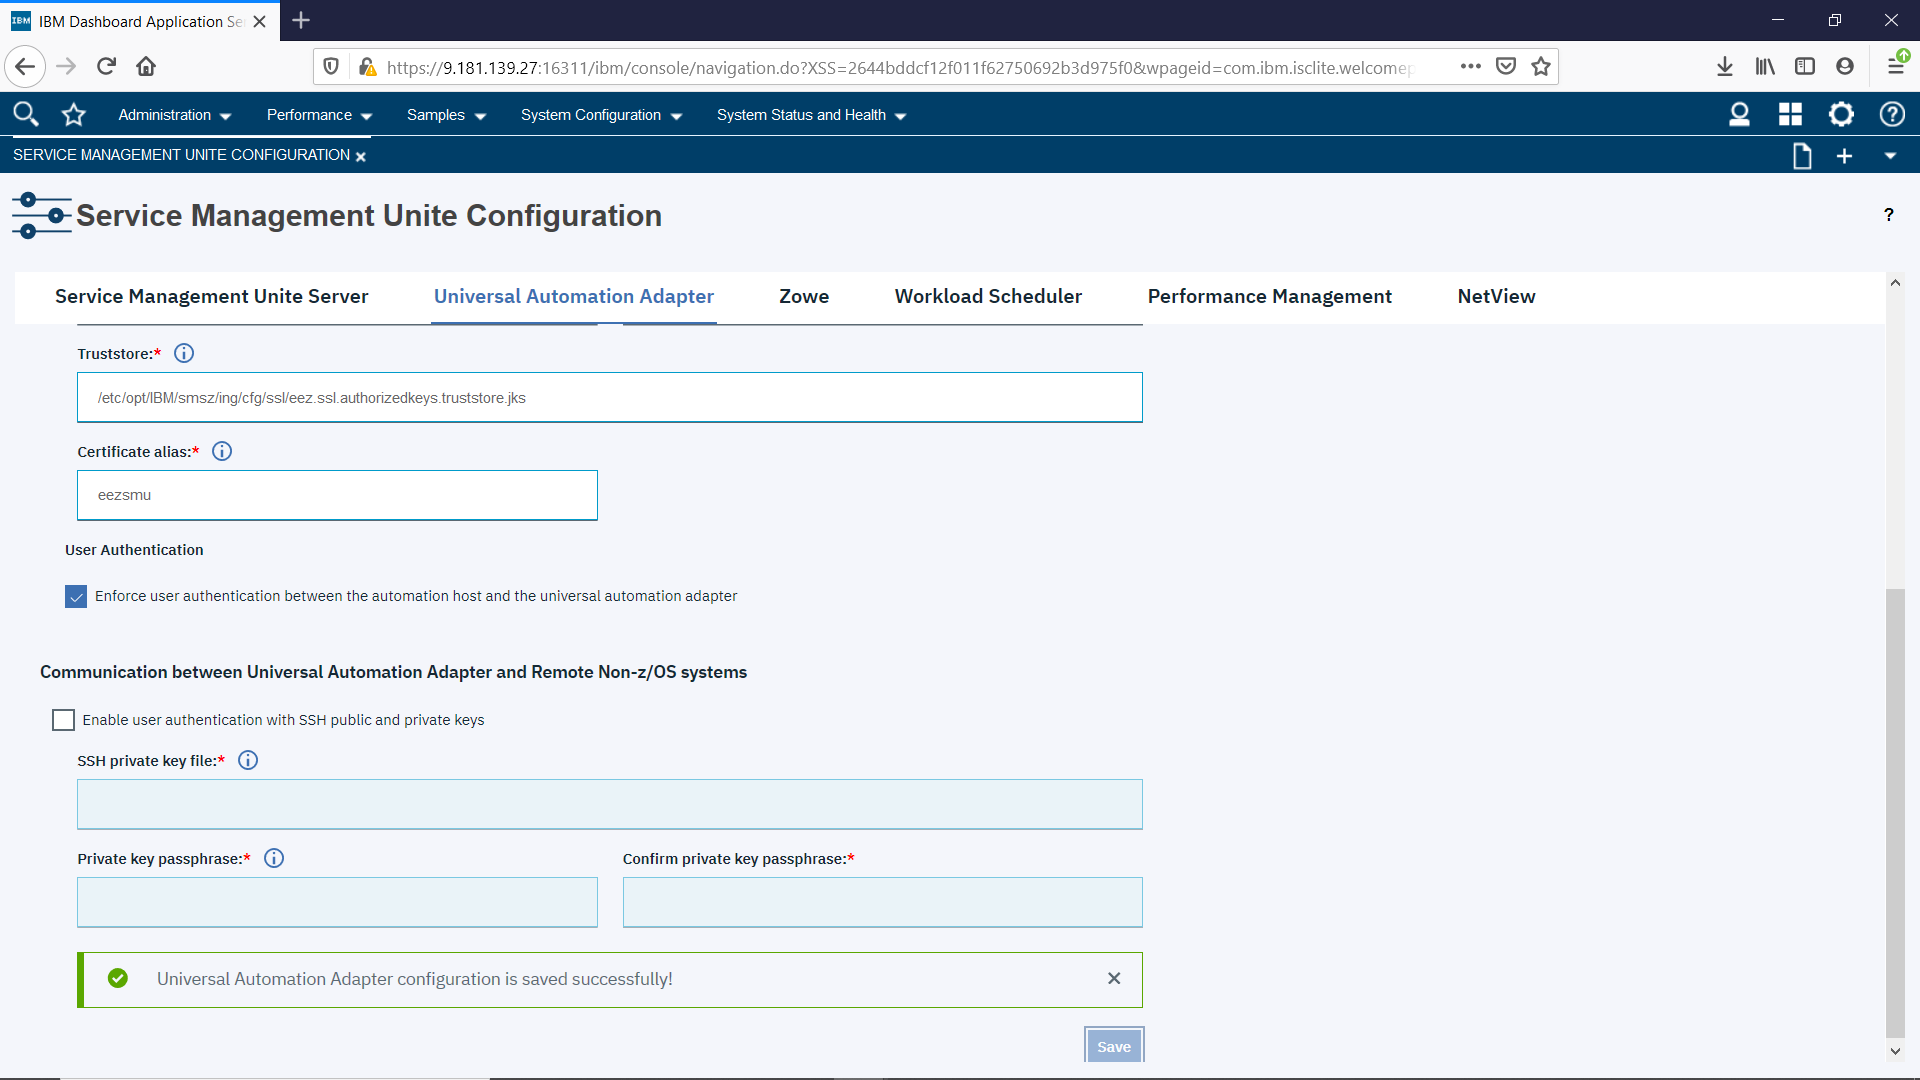 IBM
IBM Dashboard Application Se
https://9.181.139.27:16311/ibm/console/navigation.do?XSS=2644bddcf12f011f62750692b3d975f0&wpageid=com.ibm.isclite.welcomep
Administration
Performance
Samples
System Configuration
System Status and Health
SERVICE MANAGEMENT UNITE CONFIGURATION
Service Management Unite Configuration
?
Service Management Unite Server
Universal Automation Adapter
Zowe
Workload Scheduler
Performance Management
NetView
Truststore:*
/etc/opt/IBM/smsz/ing/cfg/ssl/eez.ssl.authorizedkeys.truststore.jks
Certificate alias:*
eezsmu
User Authentication
Enforce user authentication between the automation host and the universal automation adapter
Communication between Universal Automation Adapter and Remote Non-z/OS systems
Enable user authentication with SSH public and private keys
SSH private key file:*
Private key passphrase:*
Confirm private key passphrase:*
Universal Automation Adapter configuration is saved successfully!
Save